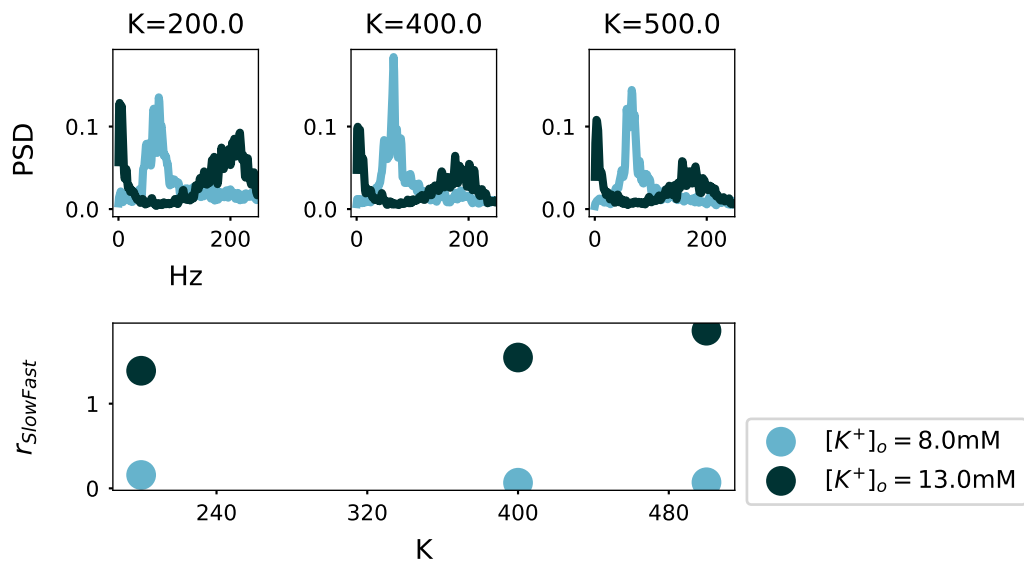 K=200.0 K=400.0 K=500.0
PSD
0.1 0.1 0.1
0.0 0.0 0.0
0 200 0 200 0 200
Hz
r_SlowFast
1
0
240 320 400 480
K
[K⁺]ₒ = 8.0mM
[K⁺]ₒ = 13.0mM